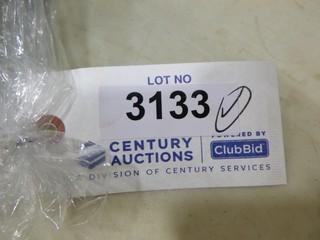 LOT NO
3133
CENTURY AUCTIONS
POWERED BY
ClubBid
A DIVISION OF CENTURY SERVICES